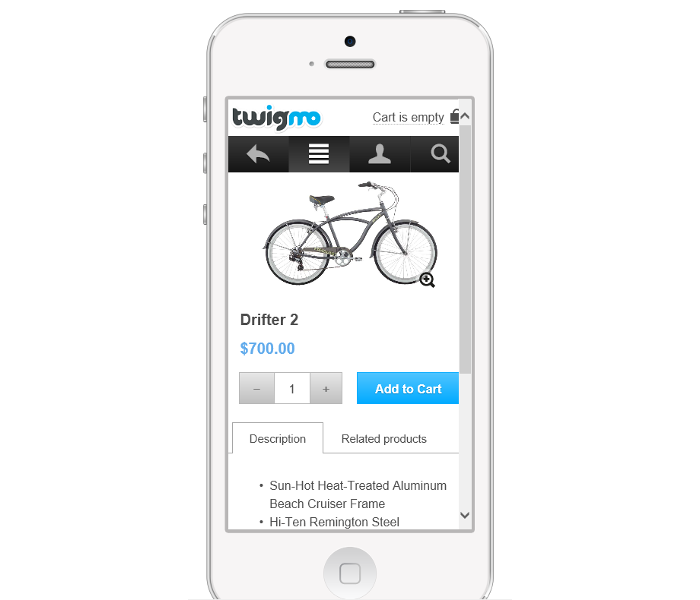 twigmo
Cart is empty
Drifter 2
$700.00
− 1 + Add to Cart
Description Related products
• Sun-Hot Heat-Treated Aluminum
Beach Cruiser Frame
• Hi-Ten Remington Steel